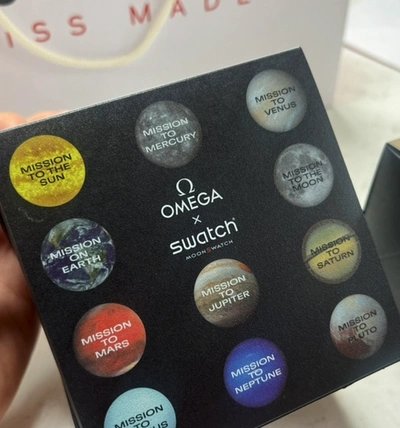 ISS MADE
MISSION
TO
VENUS
MISSION
TO
MERCURY
MISSION
TO THE
SUN
MISSION
TO THE
MOON
Ω
OMEGA
×
swatch
MOONSWATCH
MISSION
ON
EARTH
MISSION
TO
SATURN
MISSION
TO
JUPITER
MISSION
TO
MARS
MISSION
TO
PLUTO
MISSION
TO
NEPTUNE
MISSION
TO